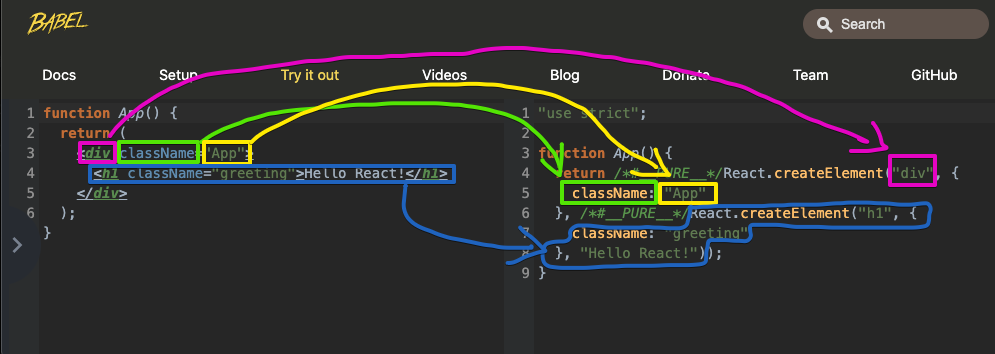 BABEL
Search
Docs Setup Try it out Videos Blog Donate Team GitHub
1 function App() {
2 return (
3 <div className="App">
4 <h1 className="greeting">Hello React!</h1>
5 </div>
6 );
7 }
1 "use strict";
2
3 function App() {
4 return /*#__PURE__*/React.createElement("div", {
5 className: "App"
6 }, /*#__PURE__*/React.createElement("h1", {
7 className: "greeting"
8 }, "Hello React!"));
9 }